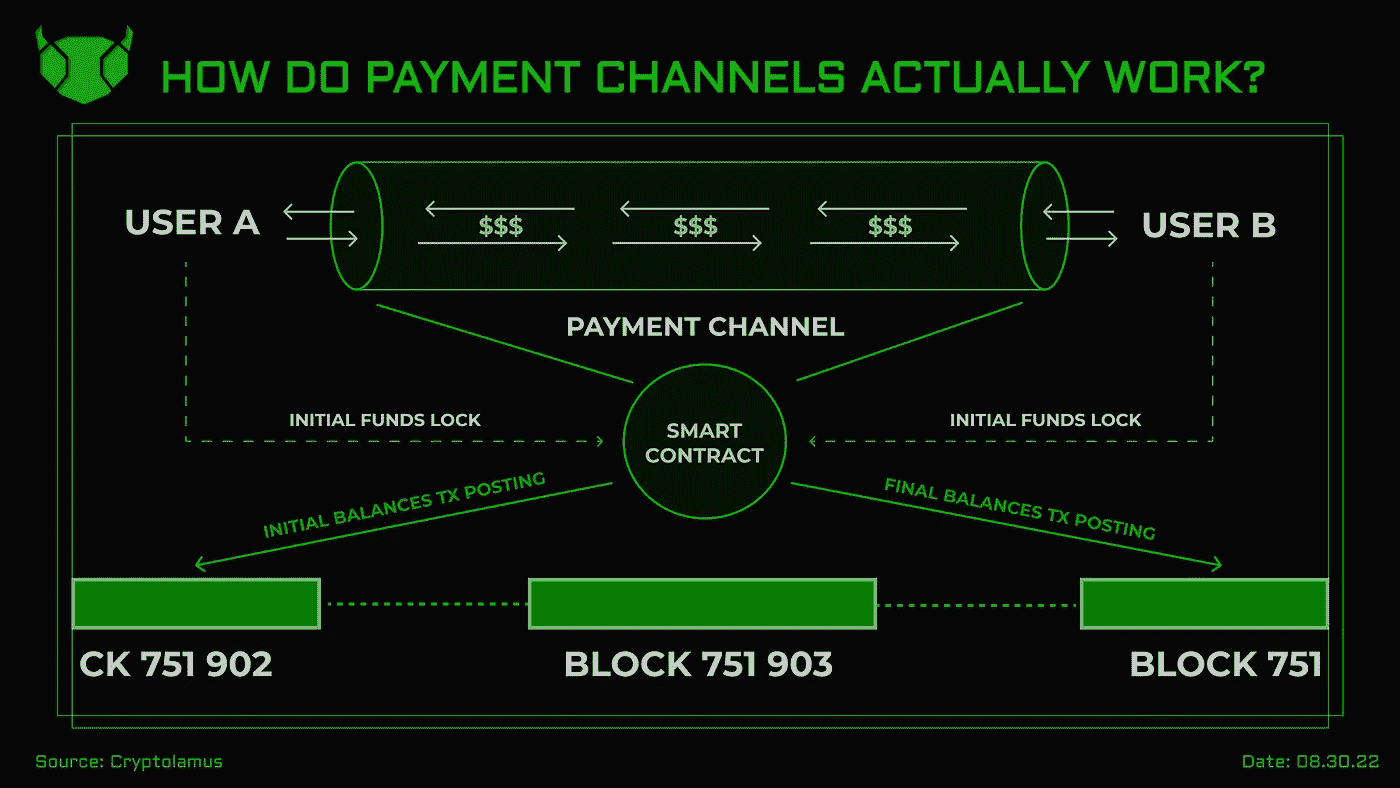 HOW DO PAYMENT CHANNELS ACTUALLY WORK?
USER A
$$$
$$$
$$$
USER B
PAYMENT CHANNEL
INITIAL FUNDS LOCK
SMART
CONTRACT
INITIAL FUNDS LOCK
INITIAL BALANCES TX POSTING
FINAL BALANCES TX POSTING
CK 751 902
BLOCK 751 903
BLOCK 751
Source: Cryptolamus
Date: 08.30.22